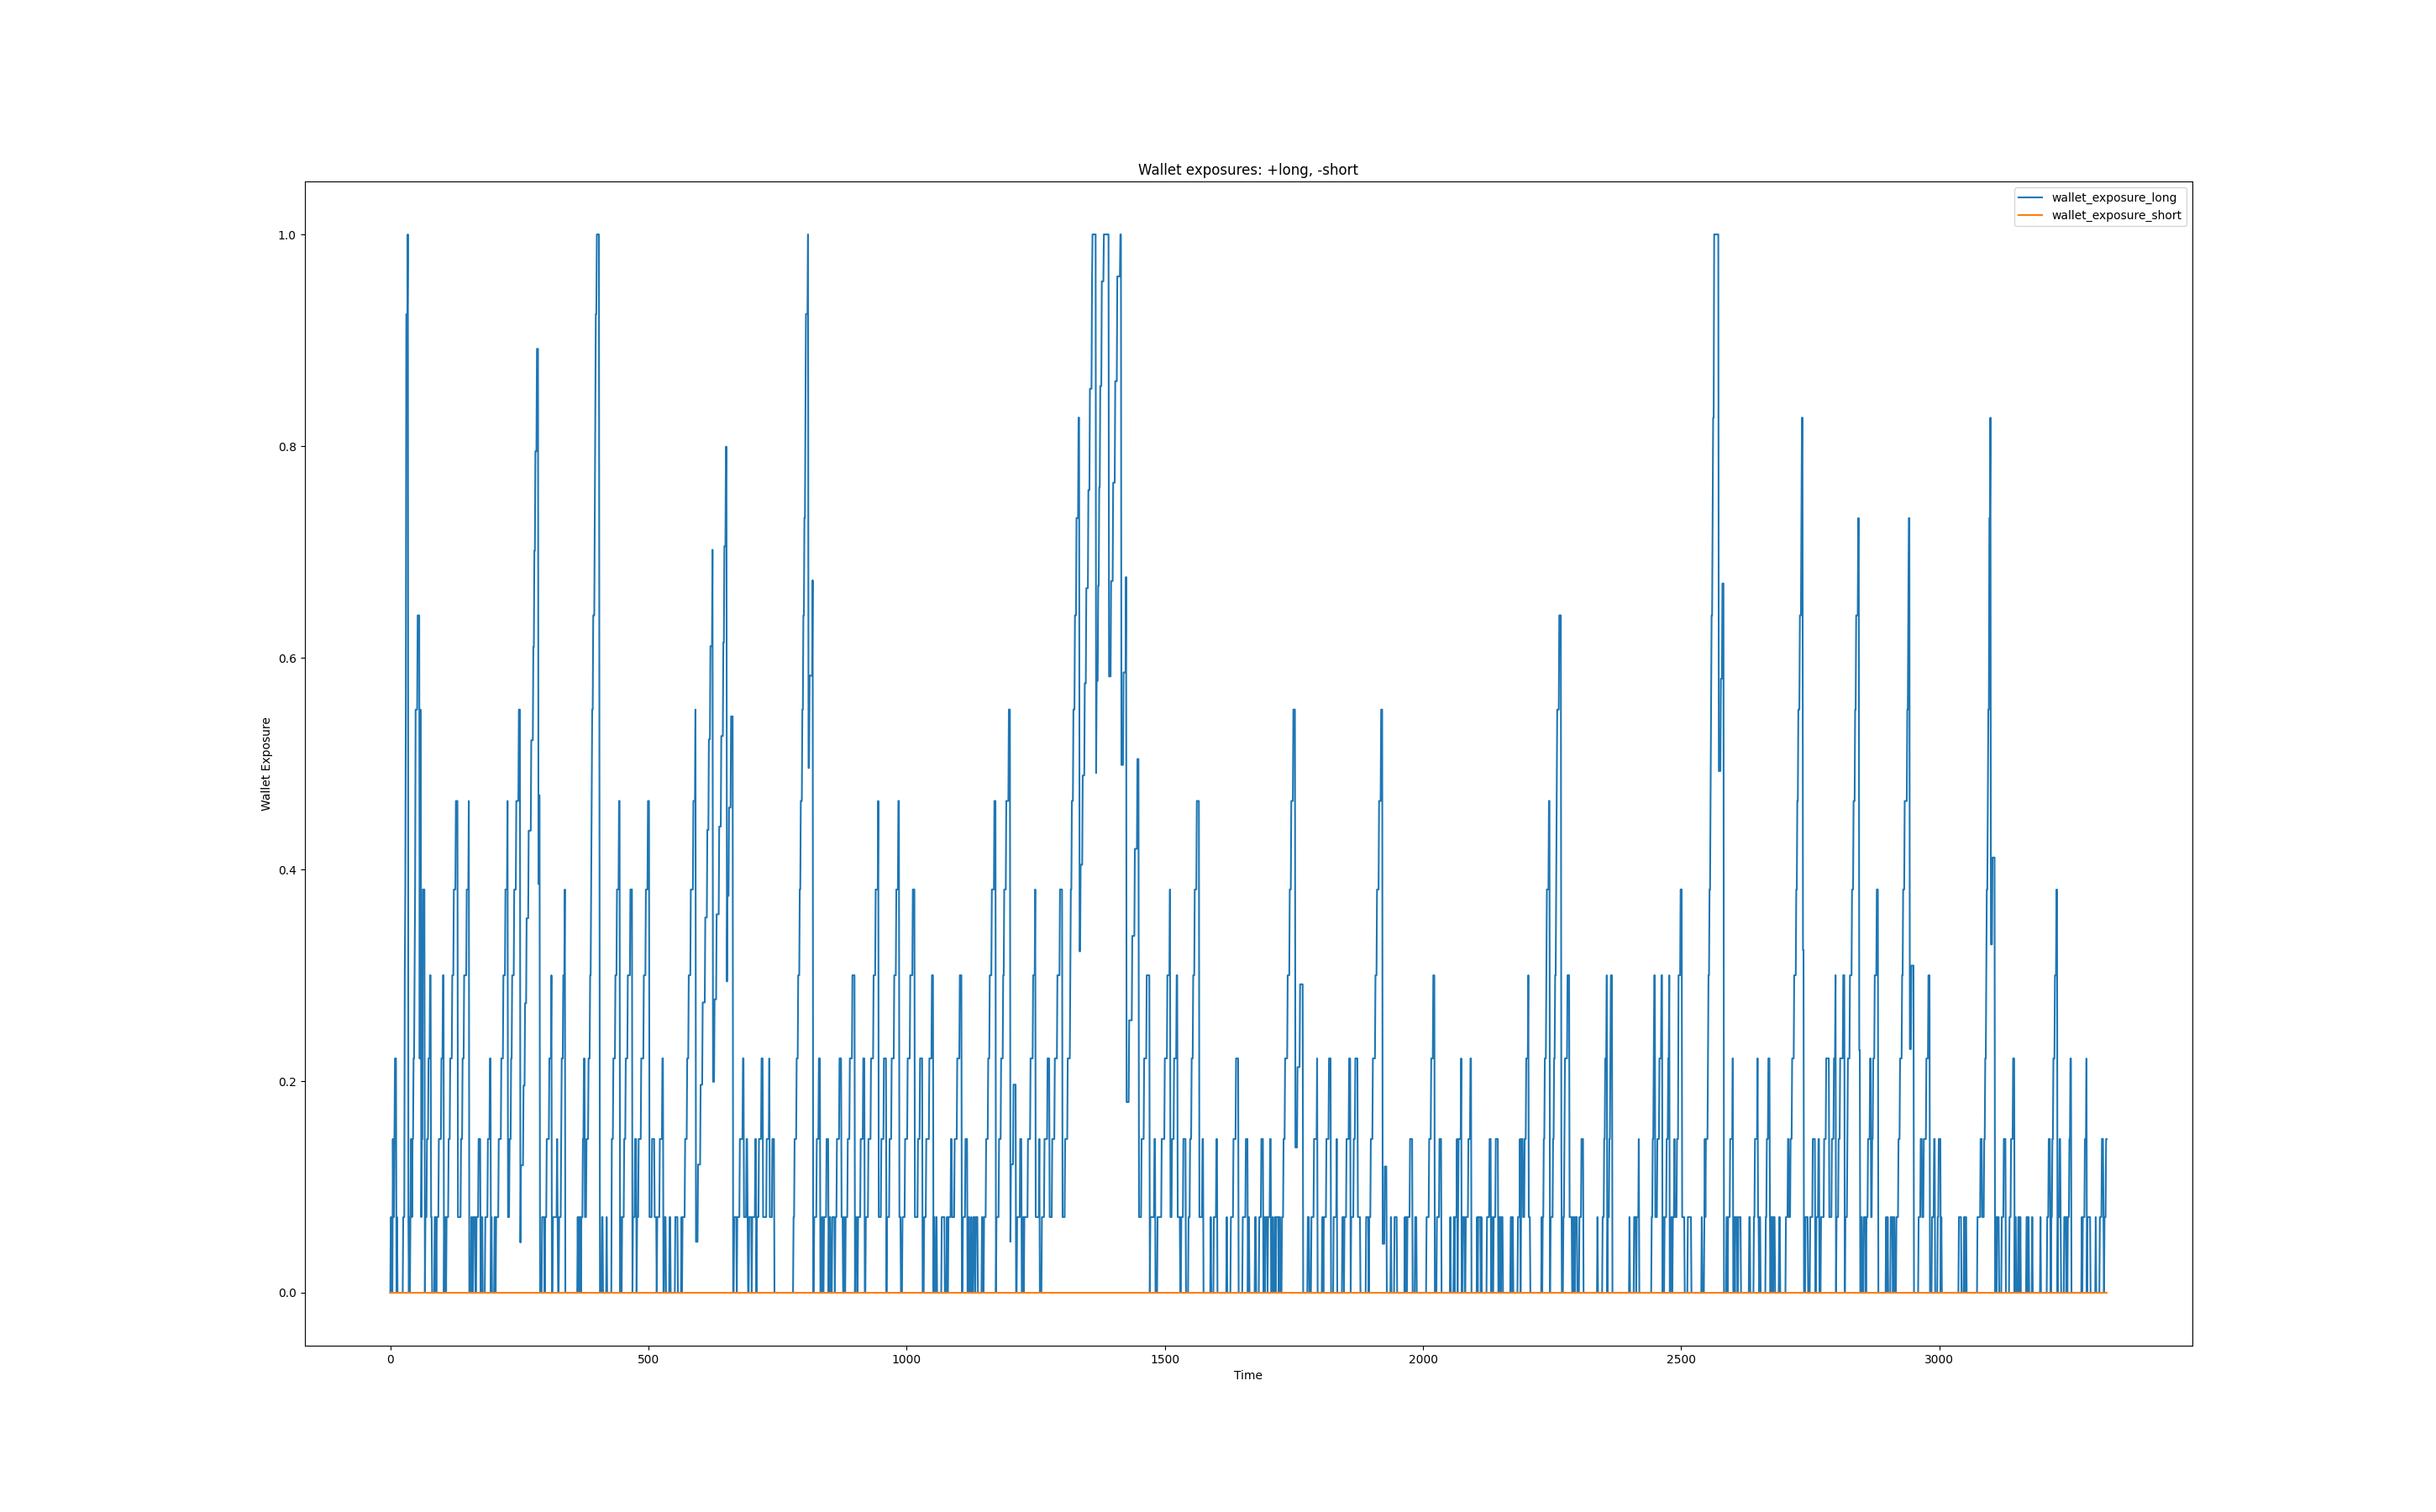 Wallet exposures: +long, -short
wallet_exposure_long
wallet_exposure_short
1.0
0.8
0.6
0.4
0.2
0.0
Wallet Exposure
0 500 1000 1500 2000 2500 3000
Time